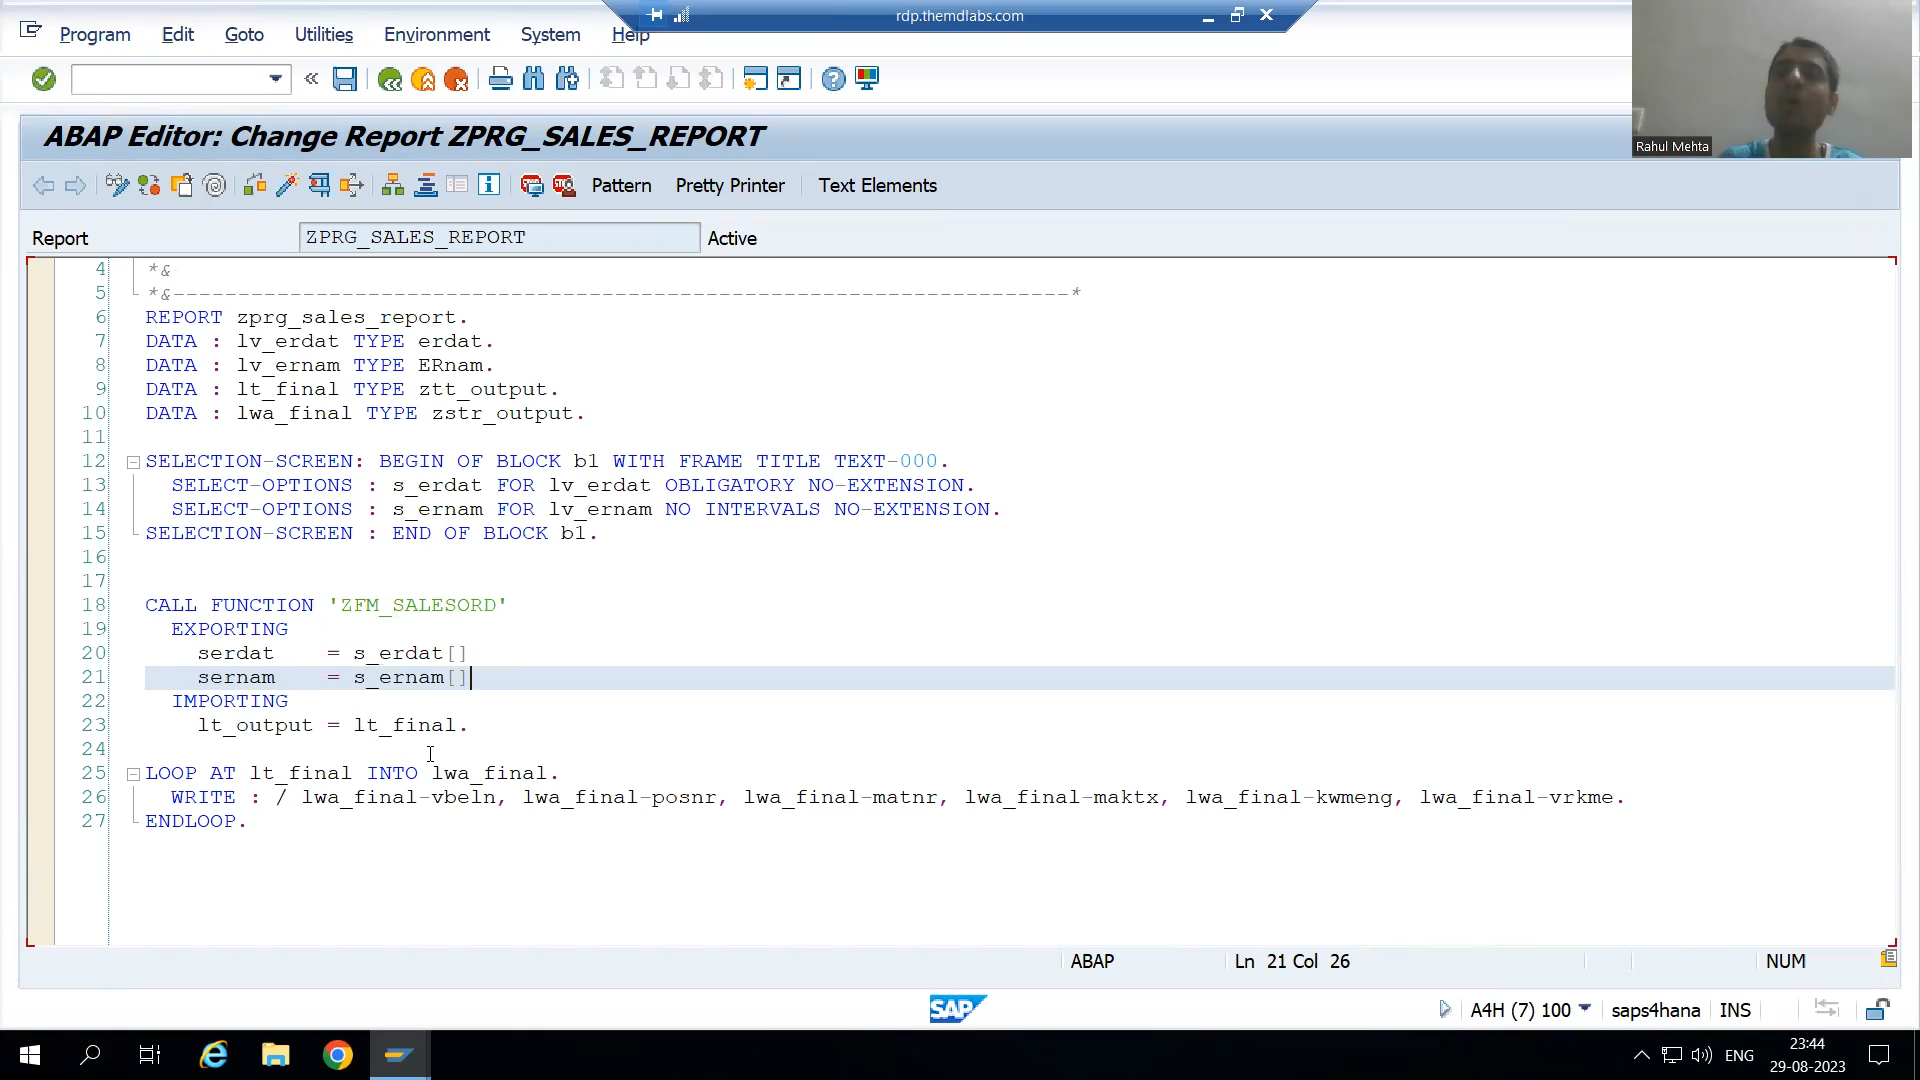 rdp.themdlabs.com
Program Edit Goto Utilities Environment System Help
Rahul Mehta
ABAP Editor: Change Report ZPRG_SALES_REPORT
Pattern Pretty Printer Text Elements
Report ZPRG_SALES_REPORT Active
4 *&
5 *&---------------------------------------------------------------------*
6 REPORT zprg_sales_report.
7 DATA : lv_erdat TYPE erdat.
8 DATA : lv_ernam TYPE ERnam.
9 DATA : lt_final TYPE ztt_output.
10 DATA : lwa_final TYPE zstr_output.
11
12 SELECTION-SCREEN: BEGIN OF BLOCK b1 WITH FRAME TITLE TEXT-000.
13 SELECT-OPTIONS : s_erdat FOR lv_erdat OBLIGATORY NO-EXTENSION.
14 SELECT-OPTIONS : s_ernam FOR lv_ernam NO INTERVALS NO-EXTENSION.
15 SELECTION-SCREEN : END OF BLOCK b1.
16
17
18 CALL FUNCTION 'ZFM_SALESORD'
19 EXPORTING
20 serdat = s_erdat[]
21 sernam = s_ernam[]
22 IMPORTING
23 lt_output = lt_final.
24
25 LOOP AT lt_final INTO lwa_final.
26 WRITE : / lwa_final-vbeln, lwa_final-posnr, lwa_final-matnr, lwa_final-maktx, lwa_final-kwmeng, lwa_final-vrkme.
27 ENDLOOP.
ABAP Ln 21 Col 26 NUM
SAP A4H (7) 100 saps4hana INS
ENG 23:44
29-08-2023